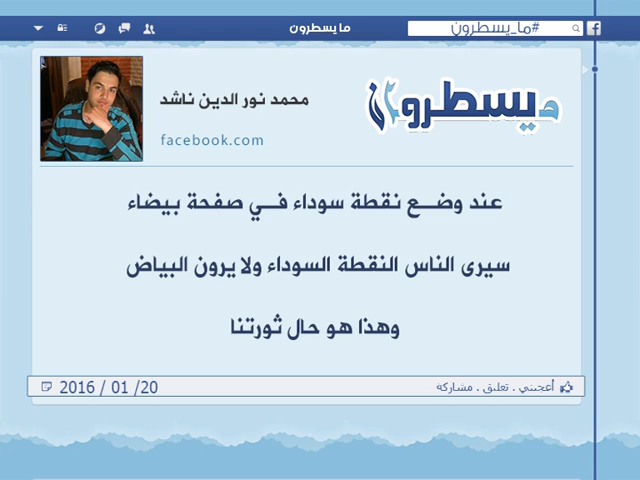 ما يسطرون
#ما_يسطرون
ما يسطرون
محمد نور الدين ناشد
facebook.com
عند وضـــع نقطة سوداء فـــي صفحة بيضاء
سيرى الناس النقطة السوداء ولا يرون البياض
وهذا هو حال ثورتنا
أعجبني . تعليق . مشاركه
2016 / 01 /20